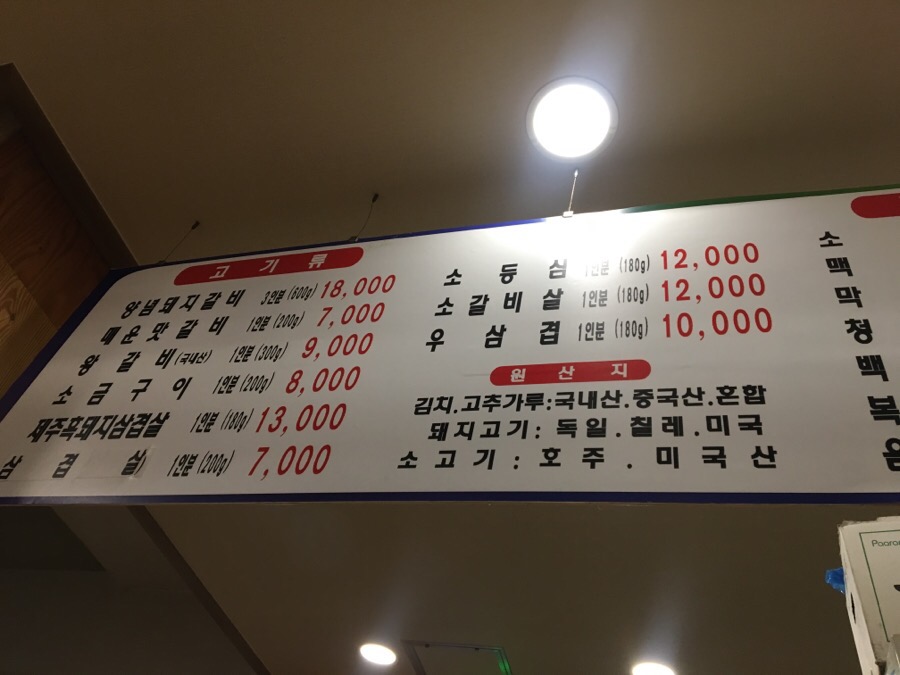 고기류
양념돼지갈비 3인분(600g) 18,000
매운맛갈비 1인분(200g) 7,000
왕갈비(국내산) 1인분(300g) 9,000
소금구이 1인분(200g) 8,000
제주흑돼지삼겹살 1인분(180g) 13,000
삼겹살 1인분(200g) 7,000
소등심 1인분(180g) 12,000
소갈비살 1인분(180g) 12,000
우삼겹 1인분(180g) 10,000
원산지
김치.고추가루:국내산.중국산.혼합
돼지고기: 독일.칠레.미국
소고기:호주.미국산
소
맥
막
청
백
복
음